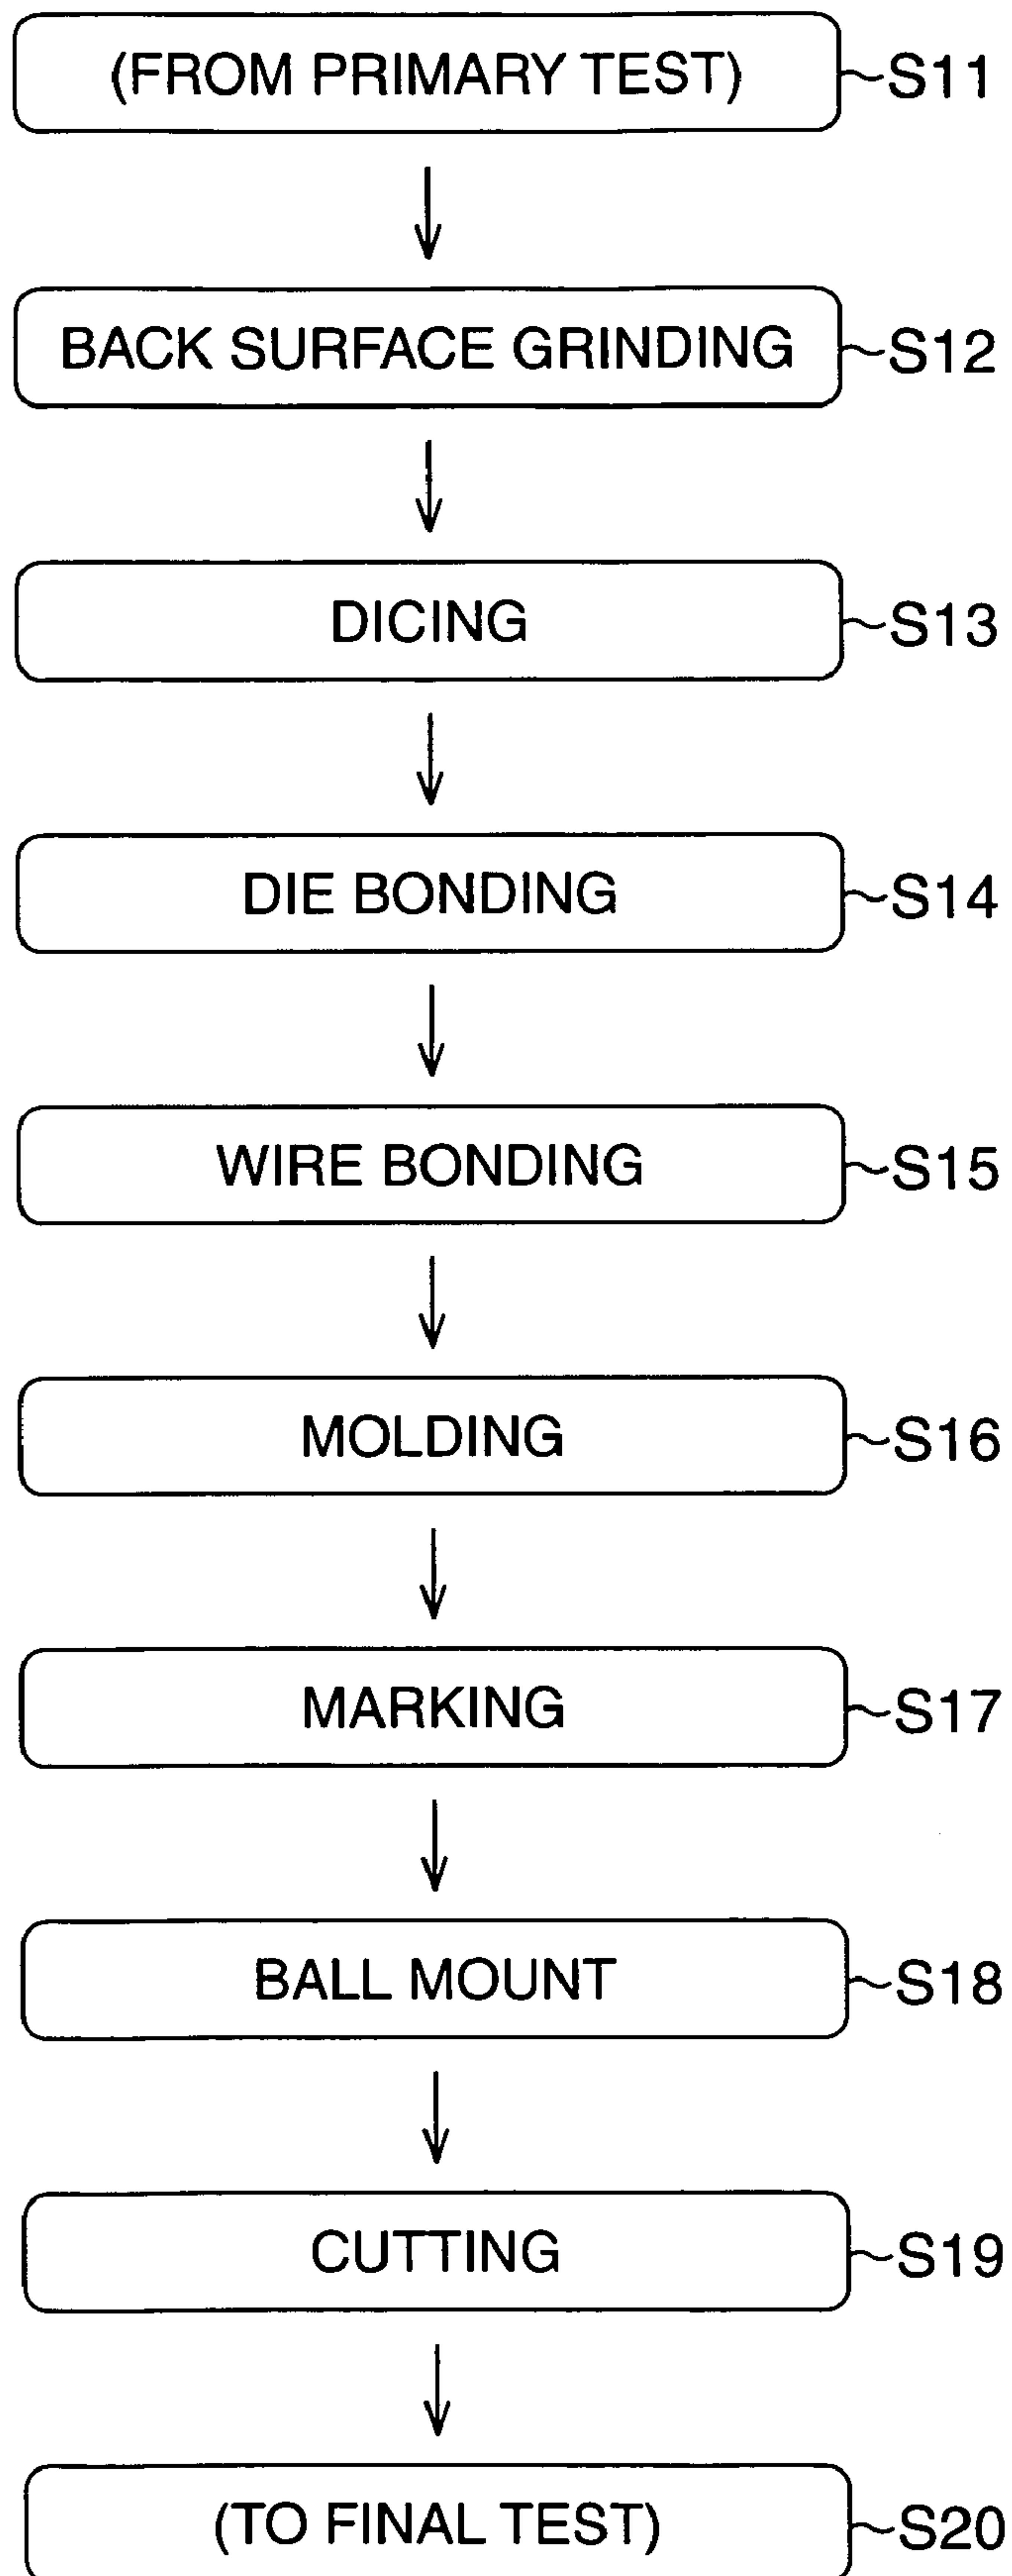 (FROM PRIMARY TEST) S11
BACK SURFACE GRINDING S12
DICING S13
DIE BONDING S14
WIRE BONDING S15
MOLDING S16
MARKING S17
BALL MOUNT S18
CUTTING S19
(TO FINAL TEST) S20